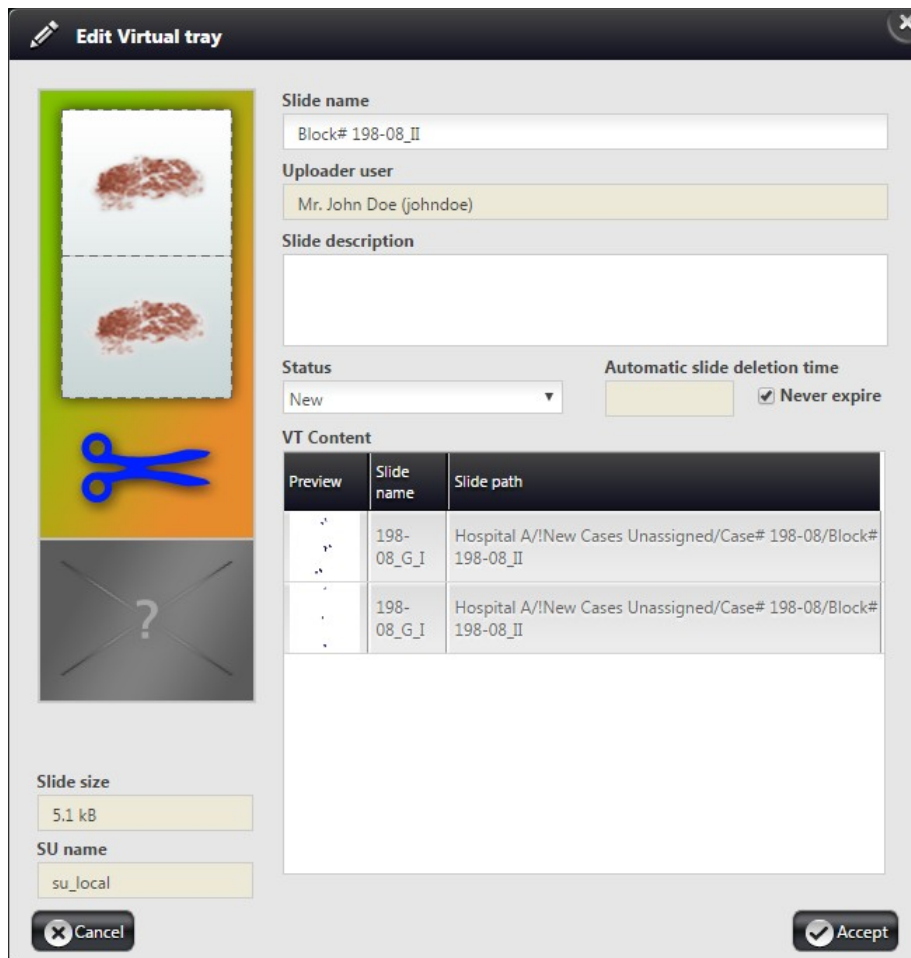 Edit Virtual tray
Slide name
Block# 198-08_II
Uploader user
Mr. John Doe (johndoe)
Slide description
Status
Automatic slide deletion time
New
Never expire
VT Content
Preview
Slide
name
Slide path
198-
08_G_I
Hospital A/!New Cases Unassigned/Case# 198-08/Block#
198-08_II
198-
08_G_I
Hospital A/!New Cases Unassigned/Case# 198-08/Block#
198-08_II
?
Slide size
5.1 kB
SU name
su_local
Cancel
Accept